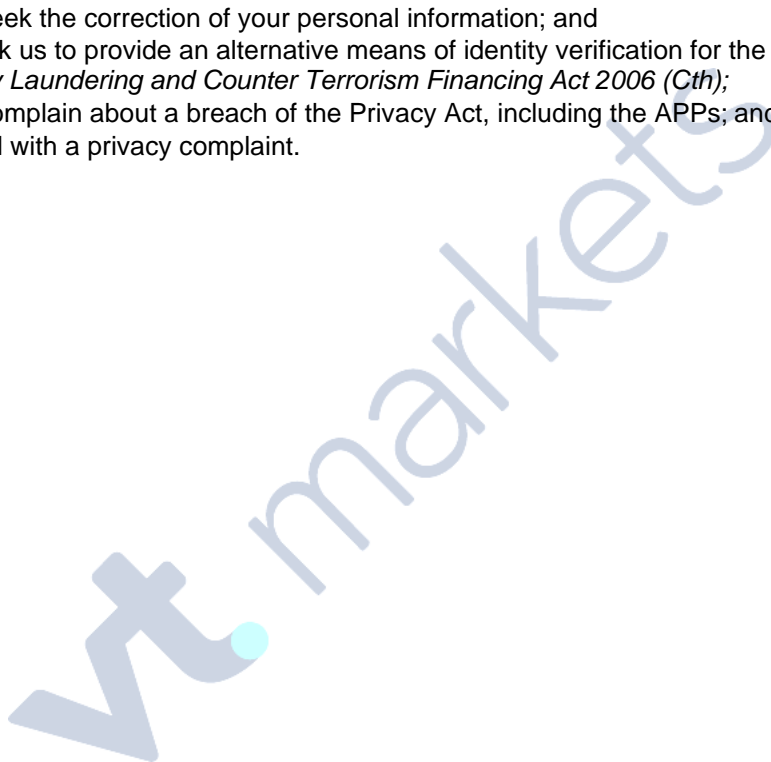 eek the correction of your personal information; and
k us to provide an alternative means of identity verification for the
y Laundering and Counter Terrorism Financing Act 2006 (Cth);
omplain about a breach of the Privacy Act, including the APPs; and
with a privacy complaint.
vt. markets